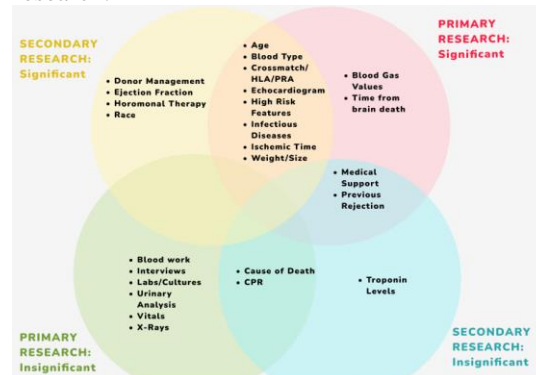 SECONDARY
RESEARCH:
Significant
• Donor Management
• Ejection Fraction
• Horomonal Therapy
• Race
• Age
• Blood Type
• Crossmatch/
HLA/PRA
• Echocardiogram
• High Risk
Features
• Infectious
Diseases
• Ischemic Time
• Weight/Size
PRIMARY
RESEARCH:
Significant
• Blood Gas
Values
• Time from
brain death
• Medical
Support
• Previous
Rejection
• Blood work
• Interviews
• Labs/Cultures
• Urinary
Analysis
• Vitals
• X-Rays
• Cause of Death
• CPR
• Troponin
Levels
PRIMARY
RESEARCH:
Insignificant
SECONDARY
RESEARCH:
Insignificant